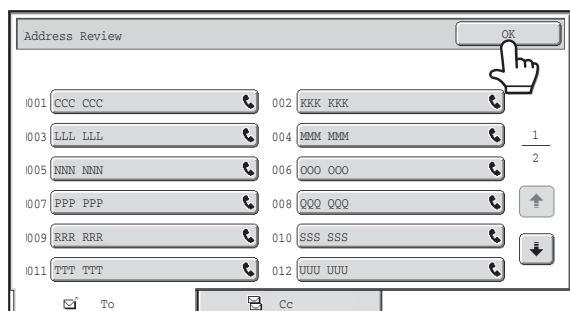 Address Review OK
001 CCC CCC 002 KKK KKK
003 LLL LLL 004 MMM MMM
1
005 NNN NNN 006 OOO OOO
2
007 PPP PPP 008 QQQ QQQ
009 RRR RRR 010 SSS SSS
011 TTT TTT 012 UUU UUU
To Cc